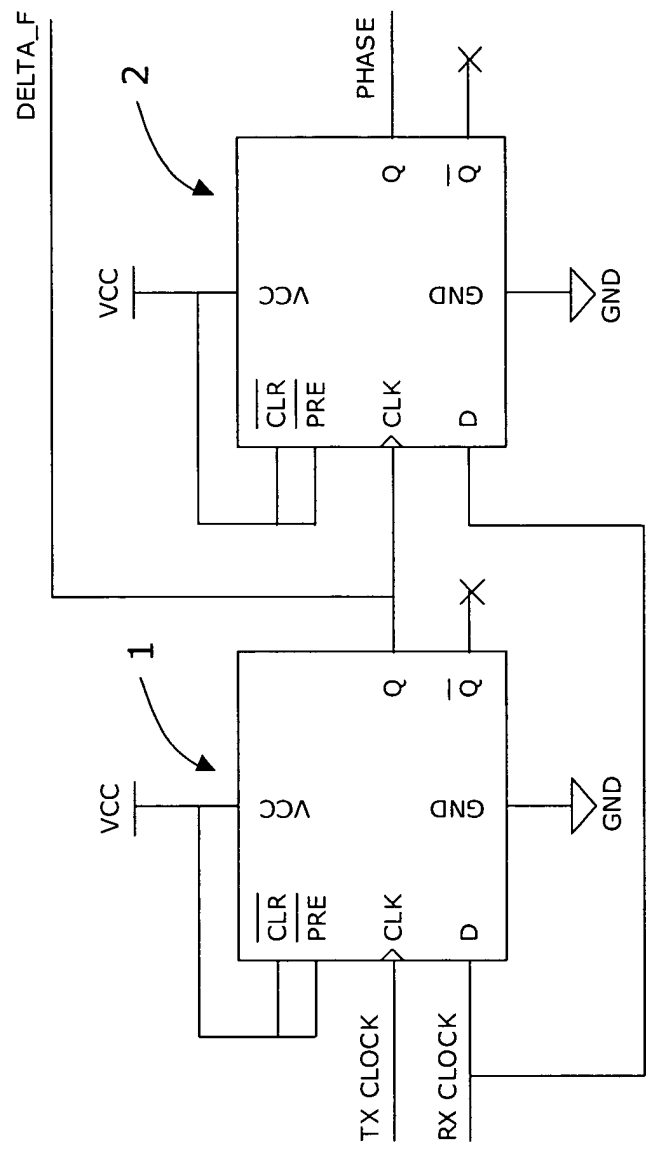 DELTA_F
1
2
VCC
VCC
VCC
VCC
CLR
PRE
CLR
PRE
TX CLOCK
CLK
Q
CLK
Q
PHASE
RX CLOCK
D
GND
Q
D
GND
Q
GND
GND